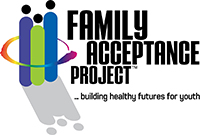 FAMILY
ACCEPTANCE
PROJECT™
... building healthy futures for youth